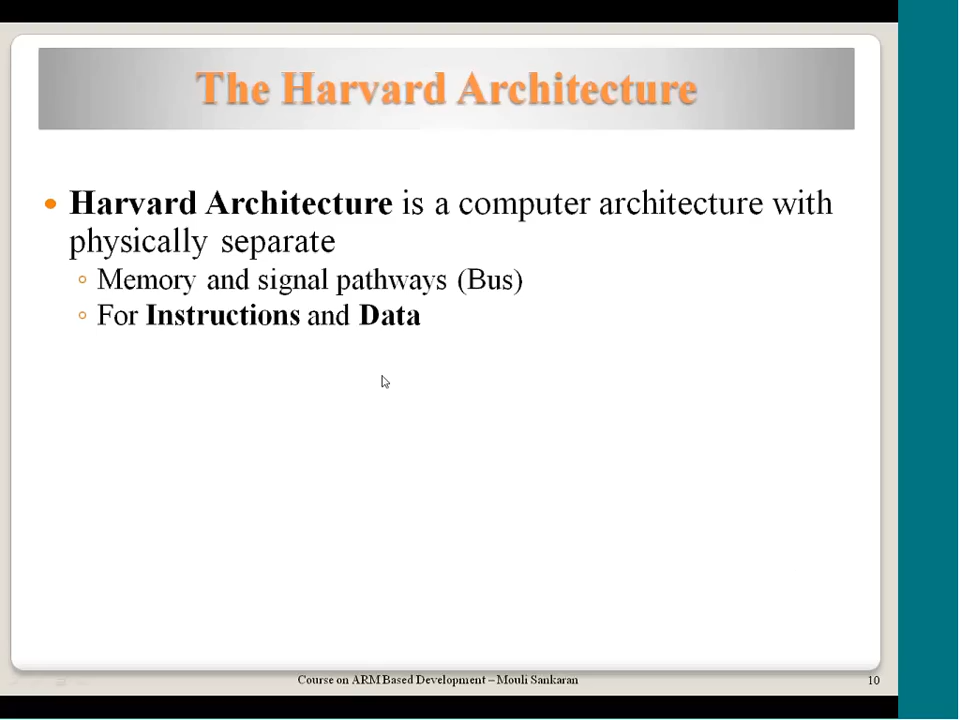 The Harvard Architecture
Harvard Architecture is a computer architecture with
physically separate
Memory and signal pathways (Bus)
For Instructions and Data
Course on ARM Based Development – Mouli Sankaran
10